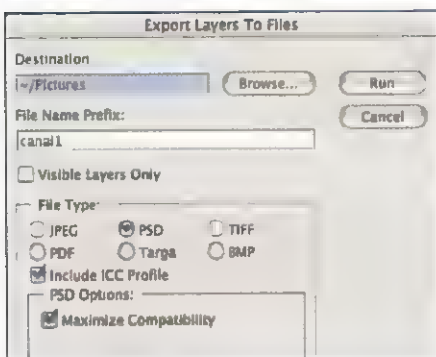 Export Layers To Files
Destination
~/Pictures
Browse...
Run
File Name Prefix:
Cancel
canal1
Visible Layers Only
File Type:
JPEG PSD TIFF
PDF Targa BMP
Include ICC Profile
PSD Options:
Maximize Compatibility